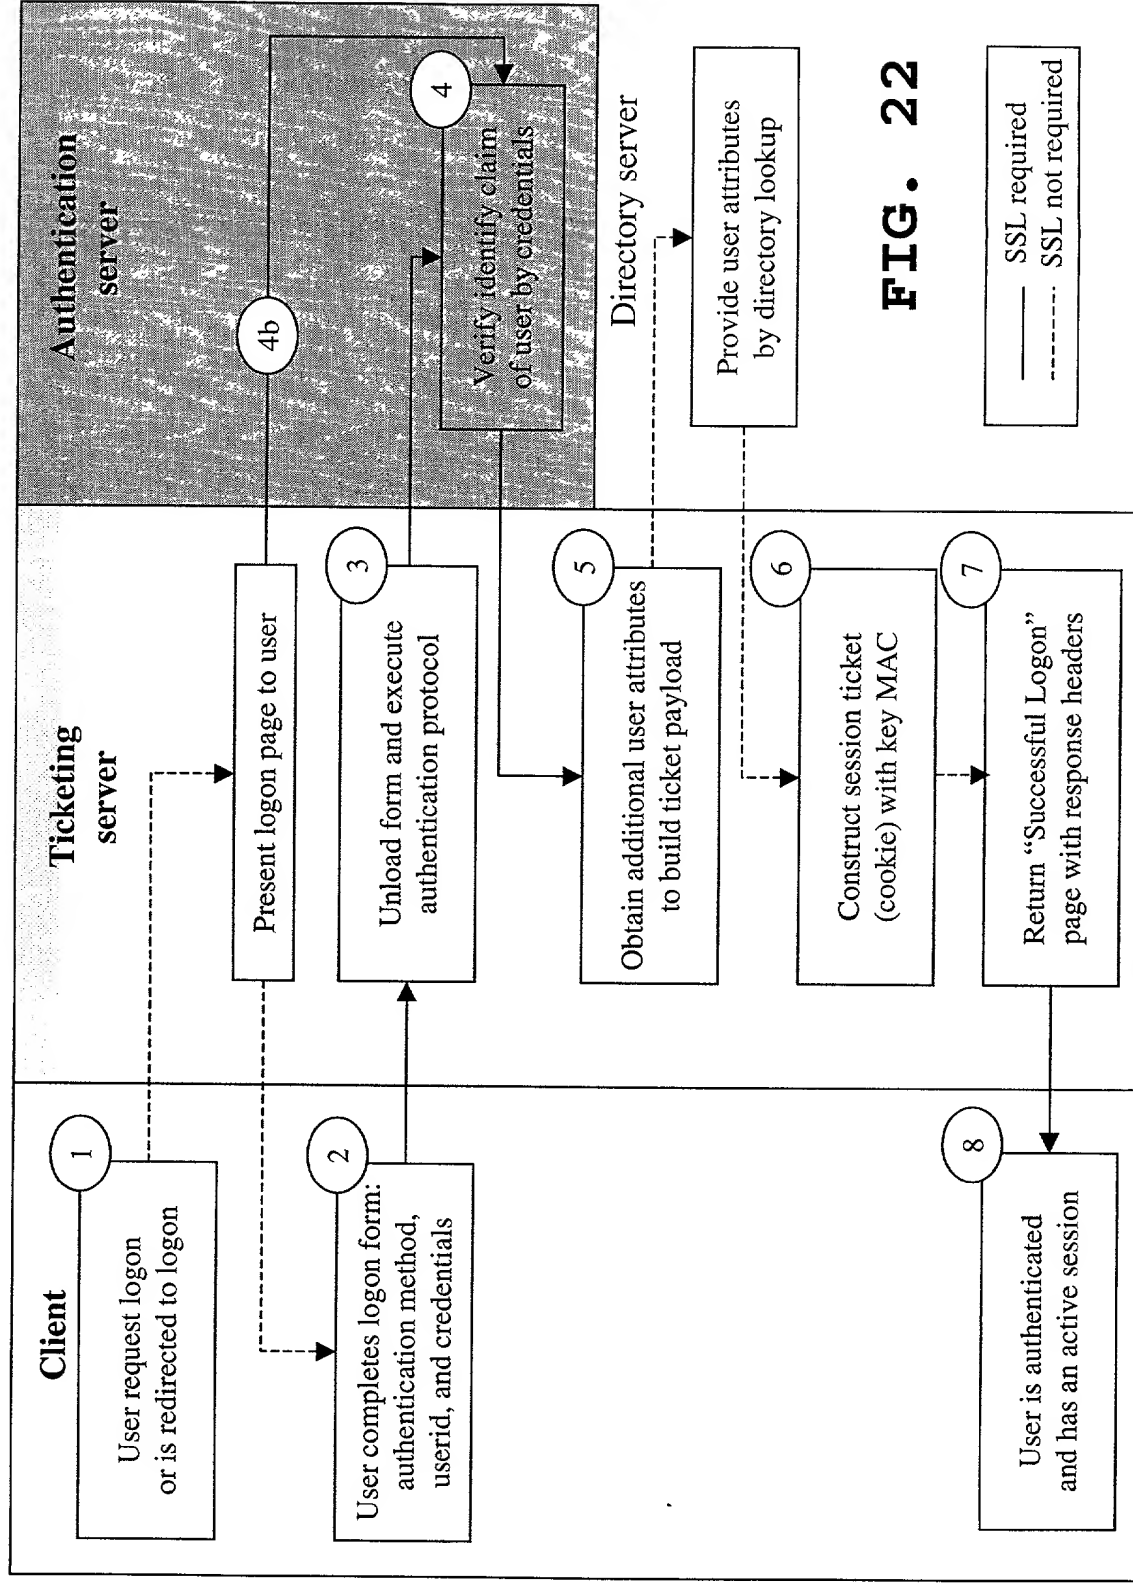 Client
Ticketing
server
Authentication
server
1
User request logon
or is redirected to logon
Present logon page to user
4b
2
User completes logon form:
authentication method,
userid, and credentials
3
Unload form and execute
authentication protocol
4
Verify identify claim
of user by credentials
5
Obtain additional user attributes
to build ticket payload
Directory server
Provide user attributes
by directory lookup
6
Construct session ticket
(cookie) with key MAC
7
Return “Successful Logon”
page with response headers
8
User is authenticated
and has an active session
FIG. 22
SSL required
SSL not required